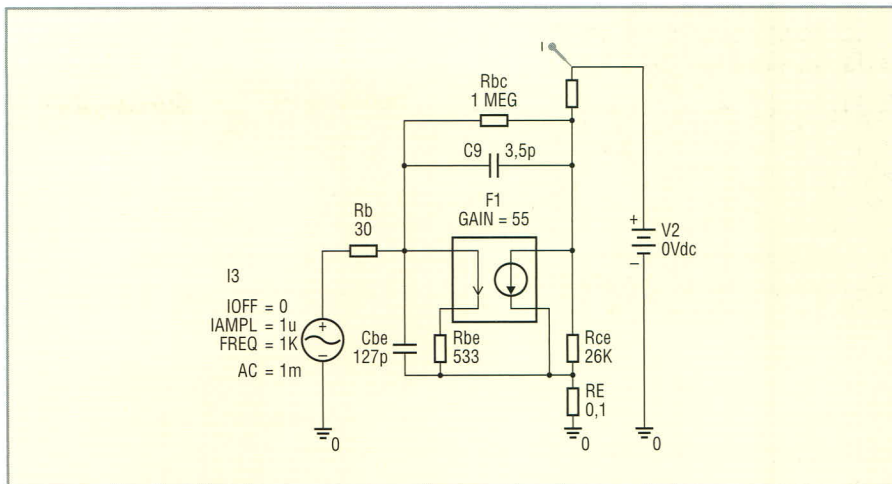 I
Rbc
1 MEG
C9 3,5p
F1
GAIN = 55
Rb
30
+
V2
0Vdc
–
I3
IOFF = 0
IAMPL = 1u
FREQ = 1K
AC = 1m
+
–
Cbe
127p
Rbe
533
Rce
26K
RE
0,1
0
0
0